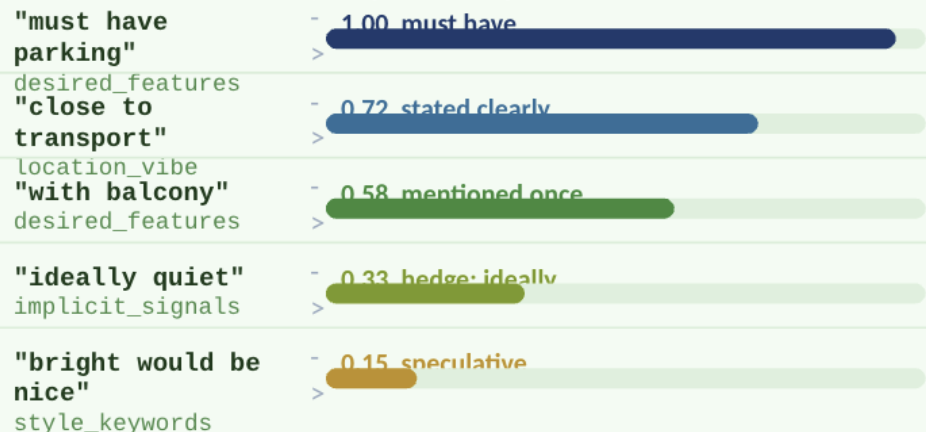 "must have
parking"
desired_features
->
1.00 must have
"close to
transport"
location_vibe
->
0.72 stated clearly
"with balcony"
desired_features
->
0.58 mentioned once
"ideally quiet"
implicit_signals
->
0.33 hedge: ideally
"bright would be
nice"
style_keywords
->
0.15 speculative